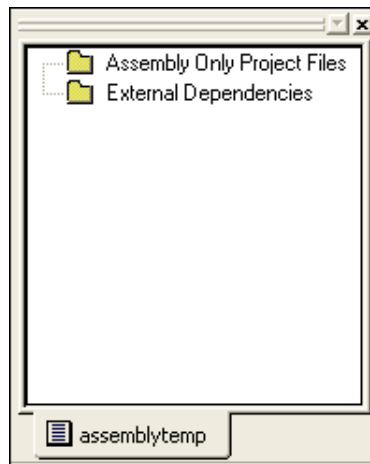 Assembly Only Project Files
External Dependencies
assemblytemp